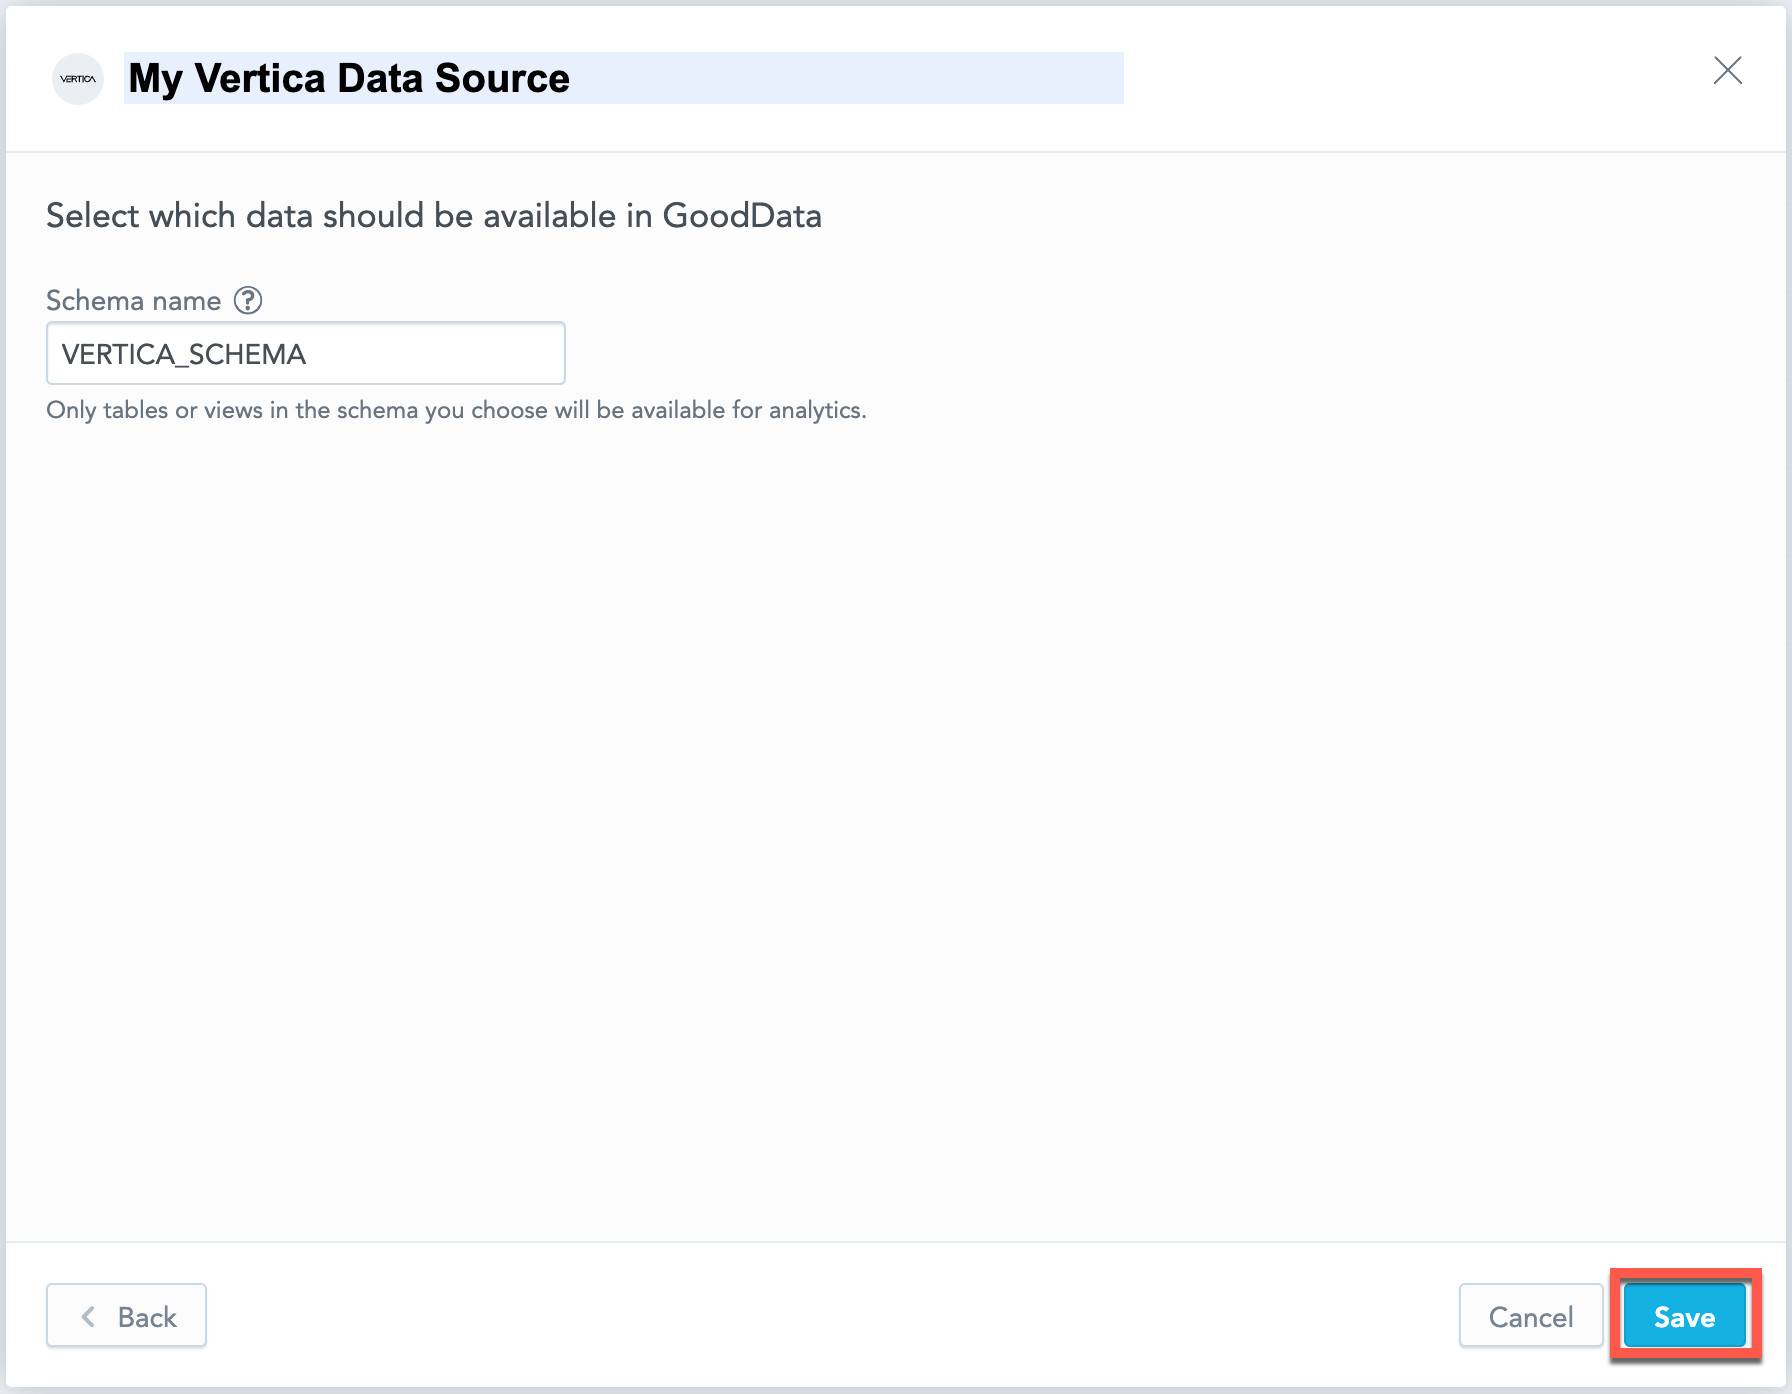 VERTICA
My Vertica Data Source
Select which data should be available in GoodData
Schema name ?
VERTICA_SCHEMA
Only tables or views in the schema you choose will be available for analytics.
Back
Cancel
Save